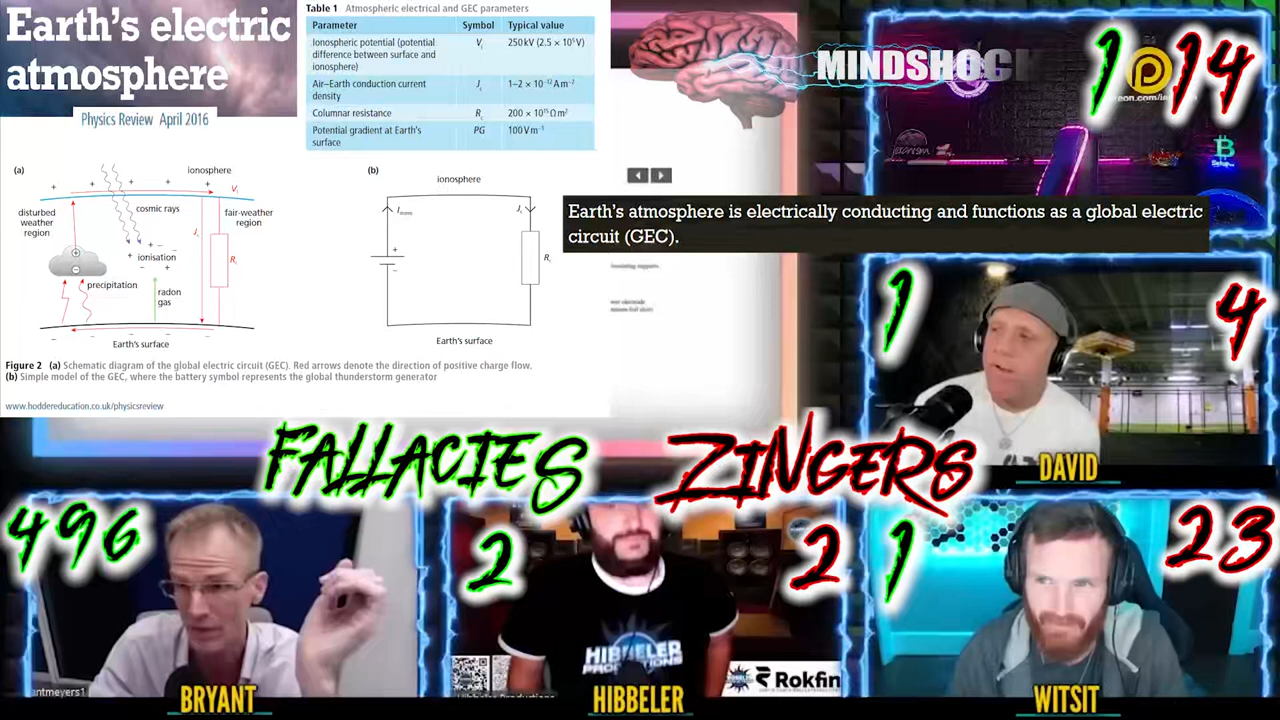 Earth's electric
atmosphere
Physics Review April 2016
Table 1 Atmospheric electrical and GEC parameters
Parameter Symbol Typical value
Ionospheric potential (potential
difference between surface and
ionosphere) Vᵢ 250 kV (2.5 × 10⁵ V)
Air–Earth conduction current
density
1–2 × 10⁻¹² A m⁻²
Columnar resistance
Potential gradient at Earth's
surface PG 100 V m⁻¹
(a)
ionosphere
disturbed
weather
region
cosmic rays
fair-weather
region
ionisation
precipitation
radon
gas
Earth's surface
(b)
ionosphere
Earth's surface
Figure 2 (a) Schematic diagram of the global electric circuit (GEC). Red arrows denote the direction of positive charge flow.
(b) Simple model of the GEC, where the battery symbol represents the global thunderstorm generator
www.hoddereducation.co.uk/physicsreview
MINDSHOCK
1 14
Earth's atmosphere is electrically conducting and functions as a global electric
circuit (GEC).
1 4
DAVID
FALLACIES ZINGERS
496
BRYANT
2 2
HIBBELER
PRODUCTIONS
Hibbeler Productions
Rokfin
HIBBELER
1 23
WITSIT
antmeyers1